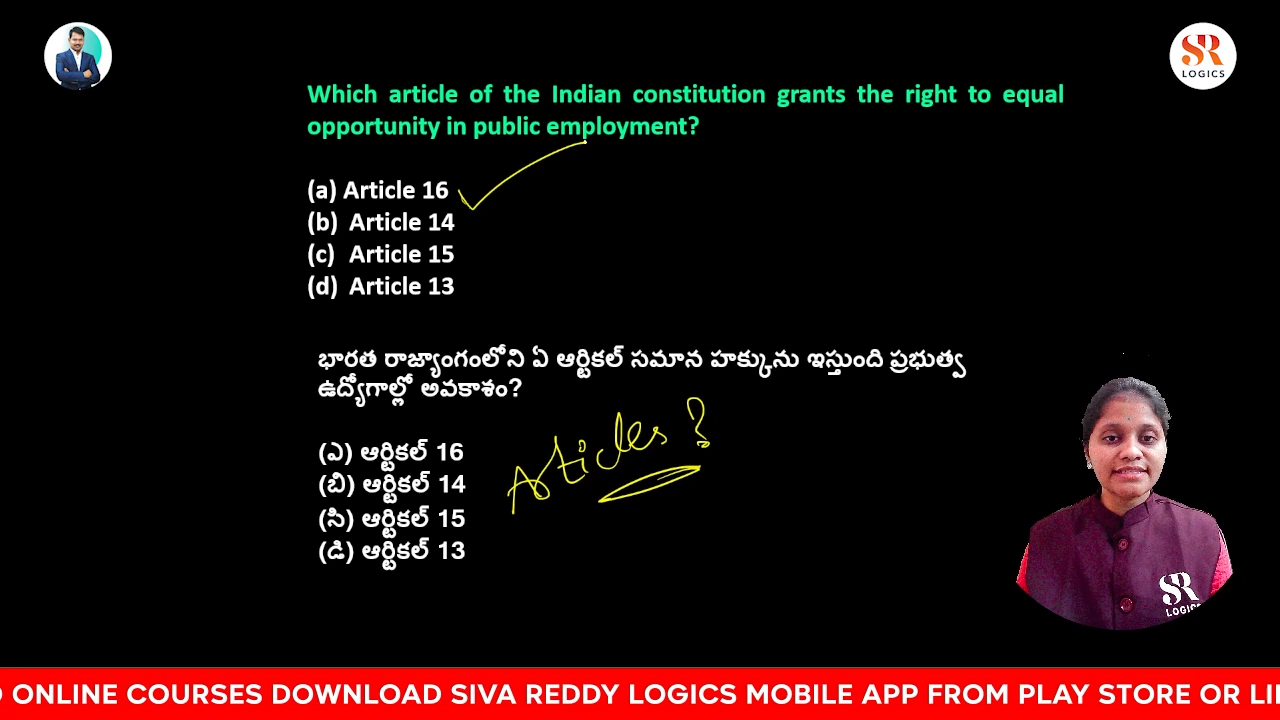 SR
LOGICS
Which article of the Indian constitution grants the right to equal
opportunity in public employment?
(a) Article 16
(b) Article 14
(c) Article 15
(d) Article 13
భారత రాజ్యాంగంలోని ఏ ఆర్టికల్ సమాన హక్కును ఇస్తుంది ప్రభుత్వ
ఉద్యోగాల్లో అవకాశం?
(ఎ) ఆర్టికల్ 16
(బి) ఆర్టికల్ 14
(సి) ఆర్టికల్ 15
(డి) ఆర్టికల్ 13
Articles ?
SR
LOGICS
ONLINE COURSES DOWNLOAD SIVA REDDY LOGICS MOBILE APP FROM PLAY STORE OR